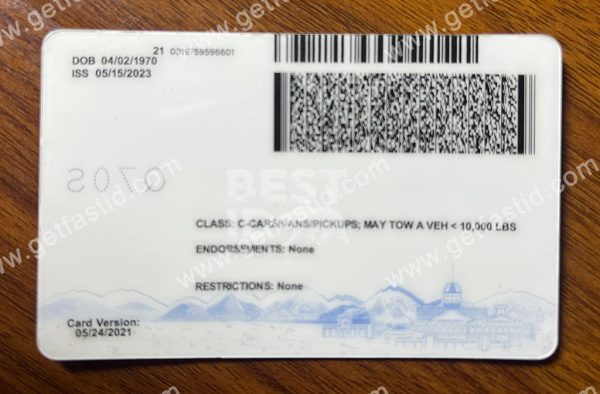 www.getfastid.com
21
DOB 04/02/1970
ISS 05/15/2023
BEST
CLASS: C-CARS/VANS/PICKUPS; MAY TOW A VEH < 10,000 LBS
ENDORSEMENTS: None
RESTRICTIONS: None
Card Version:
05/24/2021